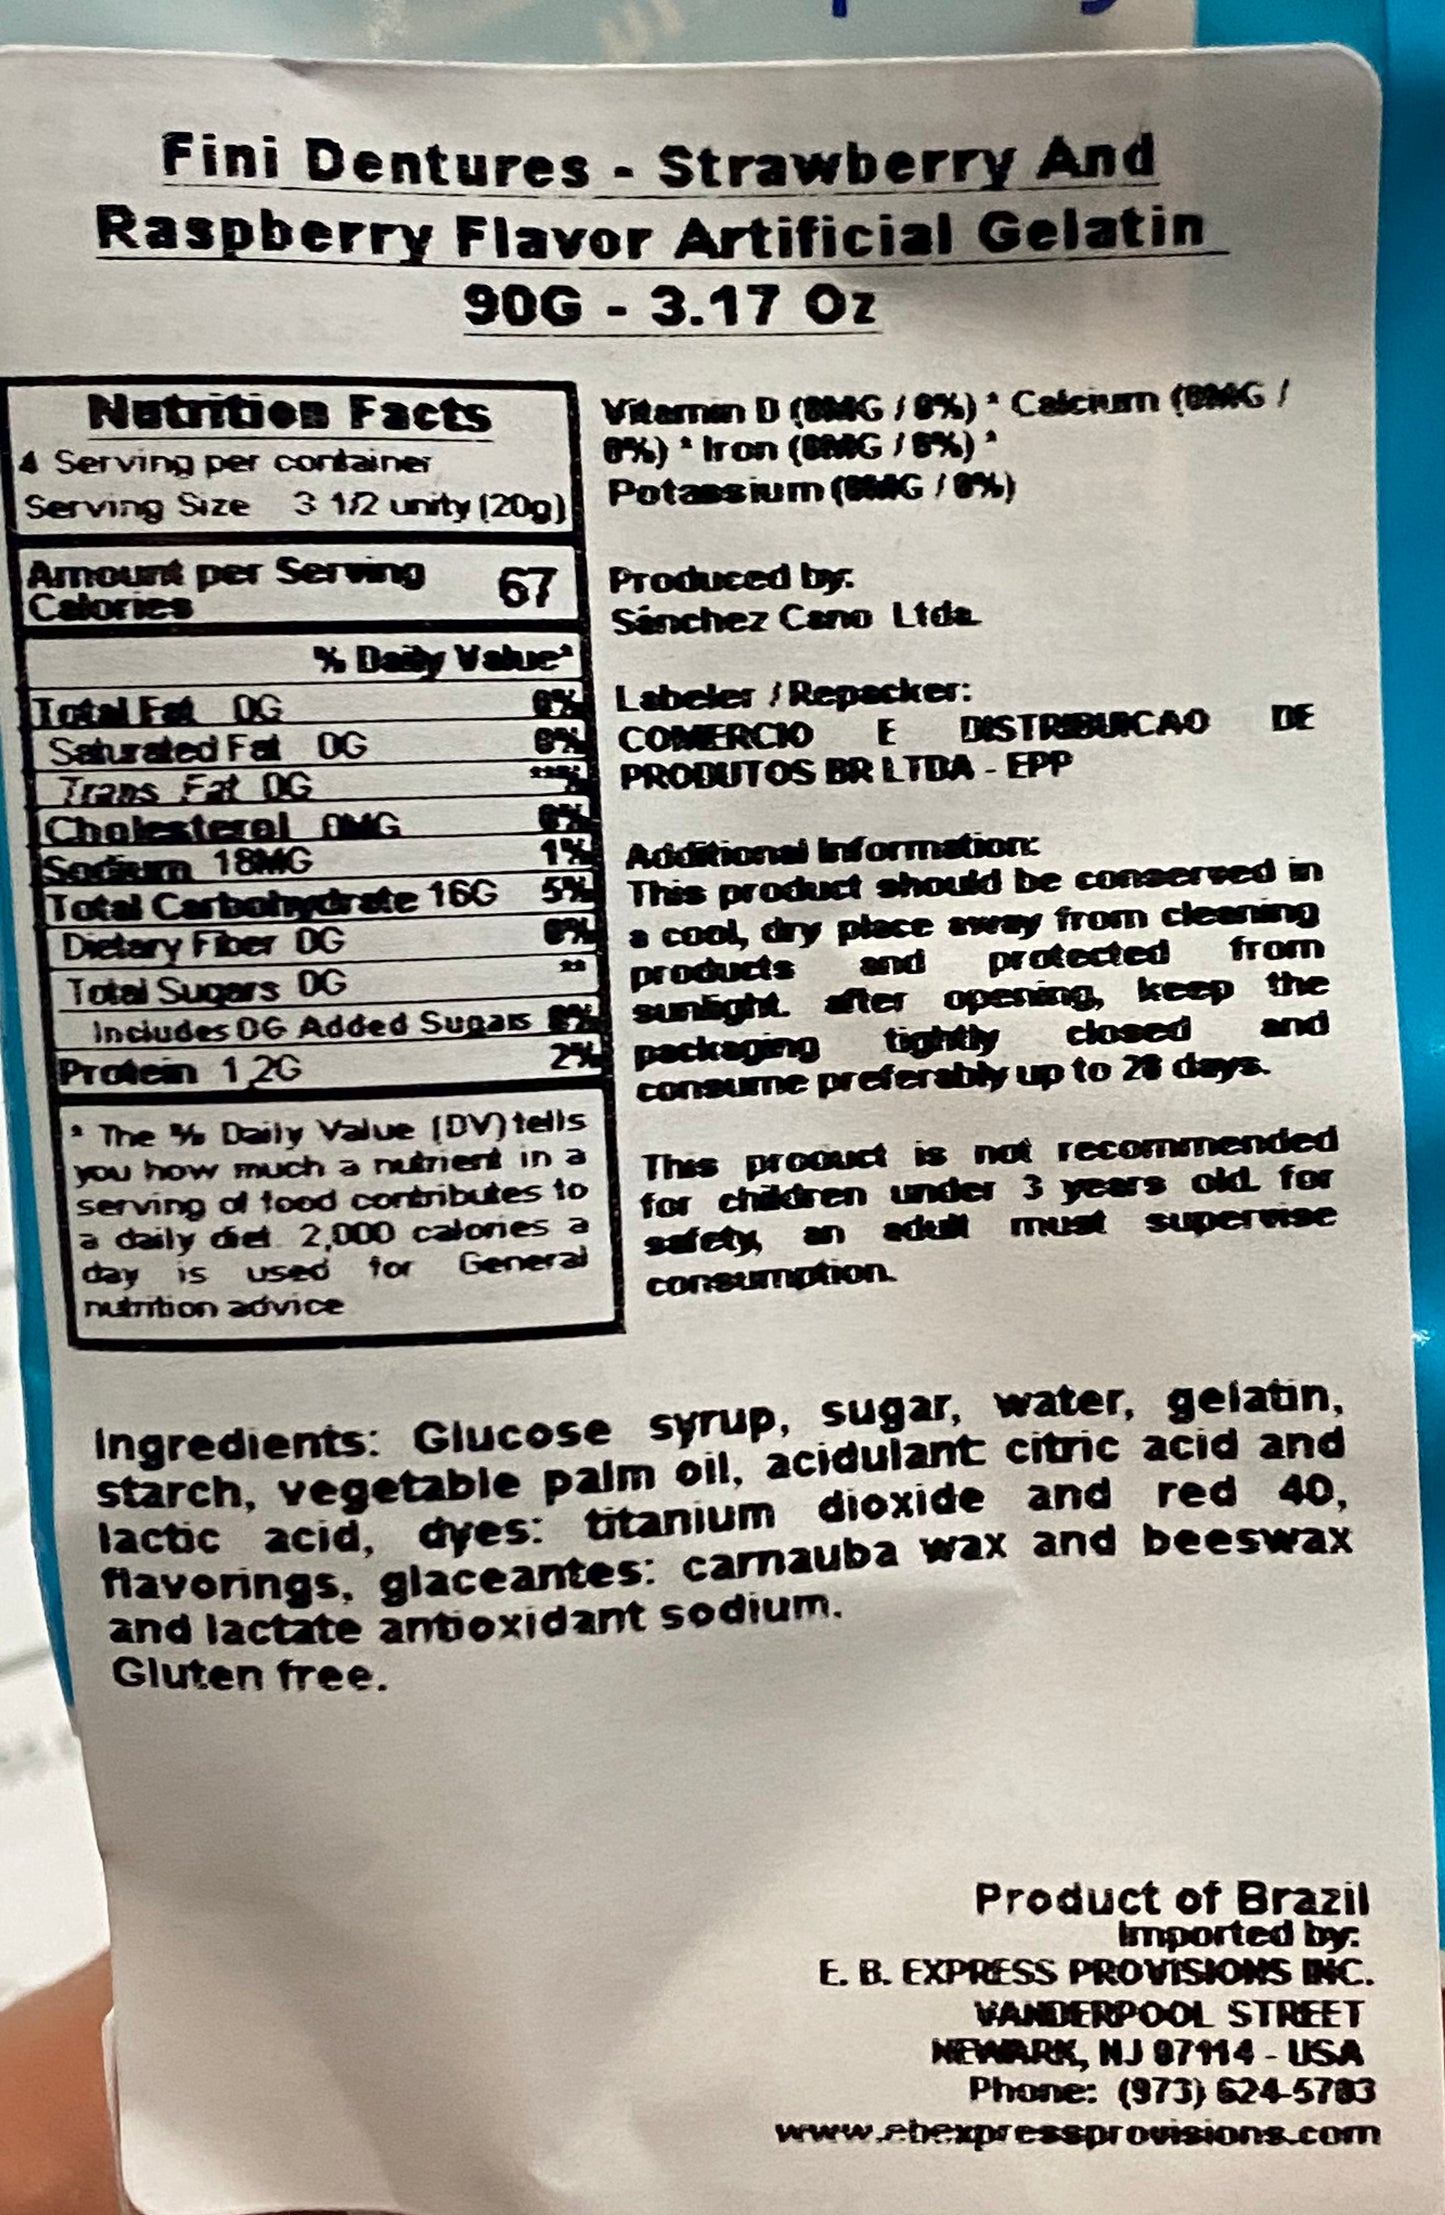 Fini Dentures - Strawberry And
Raspberry Flavor Artificial Gelatin
90G - 3.17 Oz
Nutrition Facts
4 Serving per container
Serving Size 3 1/2 unity (20g)
Amount per Serving
Calories 67
% Daily Value*
Total Fat 0G 0%
Saturated Fat 0G 0%
Trans Fat 0G **%
Cholesterol 0MG 0%
Sodium 18MG 1%
Total Carbohydrate 16G 5%
Dietary Fiber 0G 0%
Total Sugars 0G **
Includes 0G Added Sugars 0%
Protein 1,2G 2%
* The % Daily Value (DV) tells
you how much a nutrient in a
serving of food contributes to
a daily diet. 2,000 calories a
day is used for General
nutrition advice
Vitamin D (0MG / 0%) * Calcium (0MG /
0%) * Iron (0MG / 0%) *
Potassium (0MG / 0%)
Produced by:
Sánchez Cano Ltda.
Labeler / Repacker:
COMERCIO E DISTRIBUICAO DE
PRODUTOS BR LTDA - EPP
Additional Information:
This product should be conserved in
a cool, dry place away from cleaning
products and protected from
sunlight. after opening, keep the
packaging tightly closed and
consume preferably up to 28 days.
This product is not recommended
for children under 3 years old. for
safety, an adult must supervise
consumption.
Ingredients: Glucose syrup, sugar, water, gelatin,
starch, vegetable palm oil, acidulant: citric acid and
lactic acid, dyes: titanium dioxide and red 40,
flavorings, glaceantes: carnauba wax and beeswax
and lactate antioxidant sodium.
Gluten free.
Product of Brazil
Imported by:
E. B. EXPRESS PROVISIONS INC.
VANDERPOOL STREET
NEWARK, NJ 07114 - USA
Phone: (973) 624-5703
www.ebexpressprovisions.com